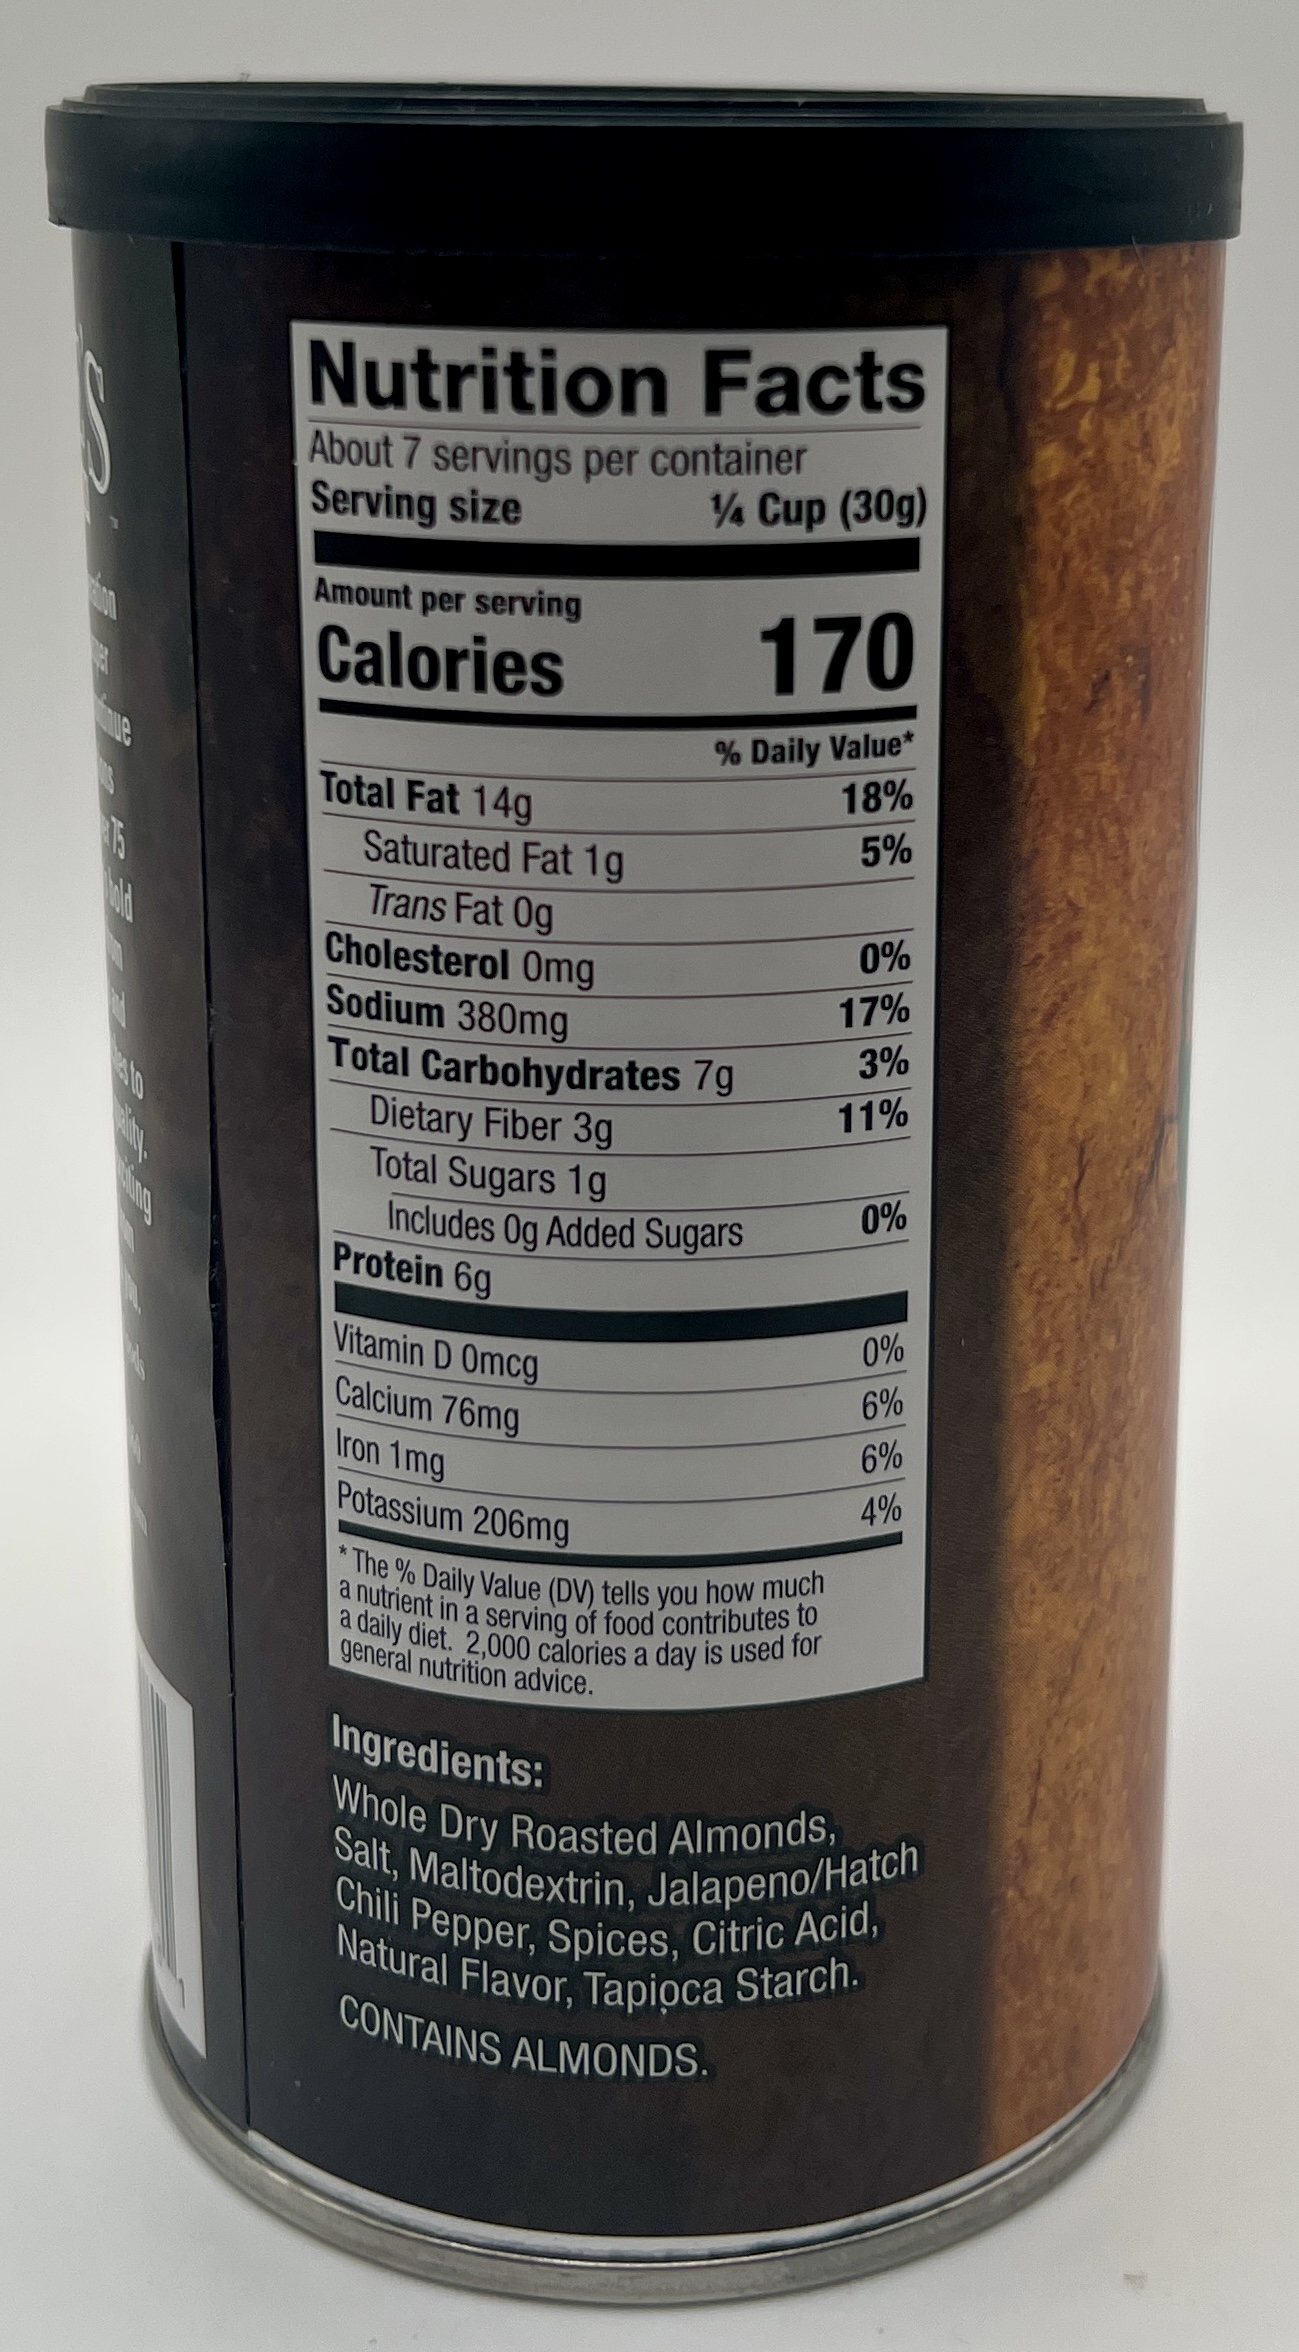 Nutrition Facts
About 7 servings per container
Serving size ¼ Cup (30g)
Amount per serving
Calories 170
% Daily Value*
Total Fat 14g 18%
Saturated Fat 1g 5%
Trans Fat 0g
Cholesterol 0mg 0%
Sodium 380mg 17%
Total Carbohydrates 7g 3%
Dietary Fiber 3g 11%
Total Sugars 1g
Includes 0g Added Sugars 0%
Protein 6g
Vitamin D 0mcg 0%
Calcium 76mg 6%
Iron 1mg 6%
Potassium 206mg 4%
* The % Daily Value (DV) tells you how much
a nutrient in a serving of food contributes to
a daily diet. 2,000 calories a day is used for
general nutrition advice.
Ingredients:
Whole Dry Roasted Almonds,
Salt, Maltodextrin, Jalapeno/Hatch
Chili Pepper, Spices, Citric Acid,
Natural Flavor, Tapioca Starch.
CONTAINS ALMONDS.
'S
75
bold
to
you.